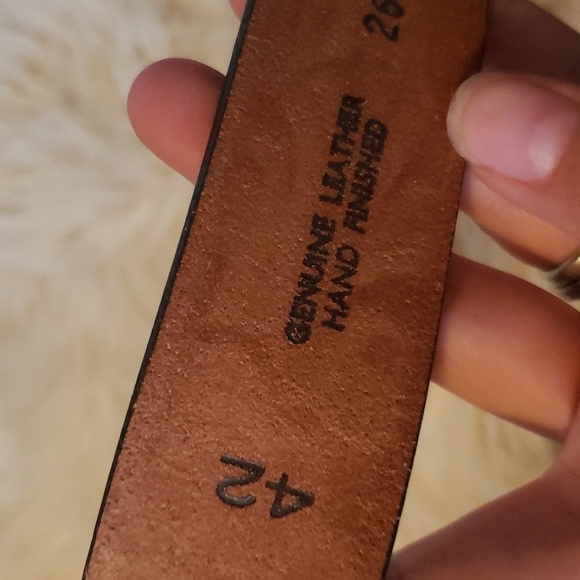 GENUINE LEATHER
HAND FINISHED
26
42